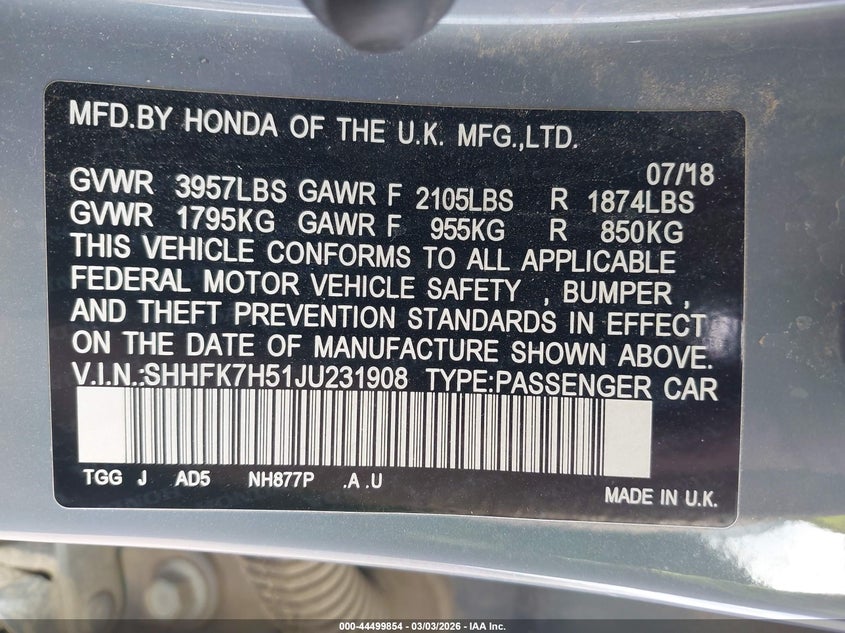 MFD.BY HONDA OF THE U.K. MFG.,LTD.
07/'18
GVWR 3957LBS GAWR F 2105LBS R 1874LBS
GVWR 1795KG GAWR F 955KG R 850KG
THIS VEHICLE CONFORMS TO ALL APPLICABLE
FEDERAL MOTOR VEHICLE SAFETY , BUMPER ,
AND THEFT PREVENTION STANDARDS IN EFFECT
ON THE DATE OF MANUFACTURE SHOWN ABOVE.
V.I.N.:SHHFK7H51JU231908 TYPE:PASSENGER CAR
TGG J AD5 NH877P .A .U
MADE IN U.K.
000-44499854 | 03/03/2026 - IAA Inc.